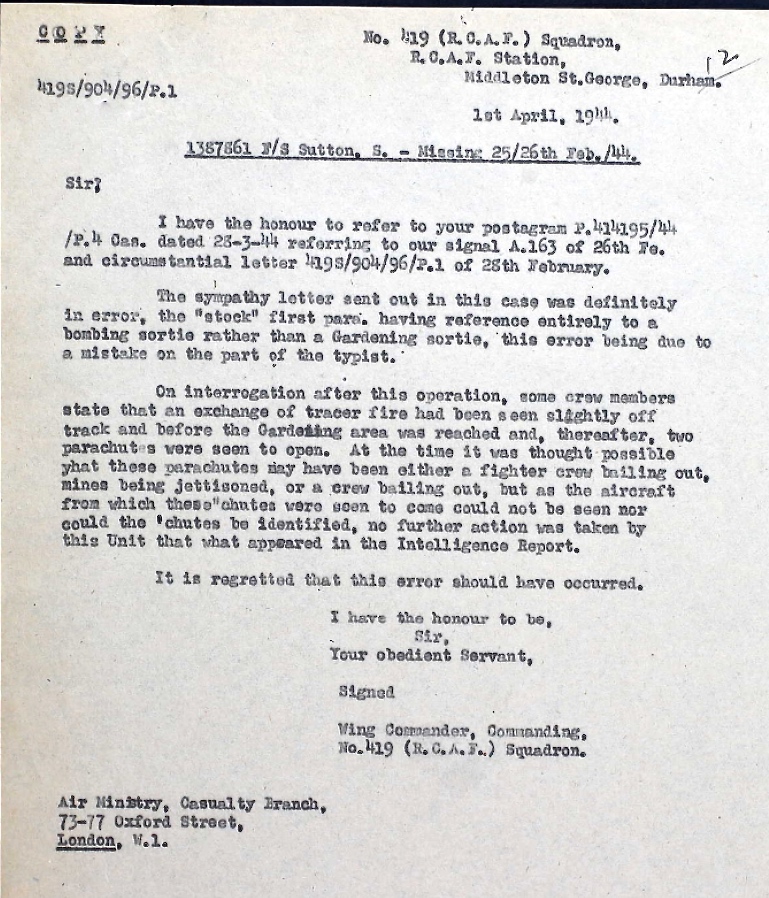 COPY
No. 419 (R.C.A.F.) Squadron,
R.C.A.F. Station,
Middleton St.George, Durham.
12
419S/904/96/P.1
1st April, 1944.
1387861 F/S Sutton, S. - Missing 25/26th Feb./44.
Sir?
I have the honour to refer to your postagram P.414195/44
/P.4 Cas. dated 28-3-44 referring to our signal A.163 of 26th Fe.
and circumstantial letter 419S/904/96/P.1 of 28th February.
The sympathy letter sent out in this case was definitely
in error, the "stock" first para. having reference entirely to a
bombing sortie rather than a Gardening sortie, this error being due to
a mistake on the part of the typist.
On interrogation after this operation, some crew members
state that an exchange of tracer fire had been seen slightly off
track and before the Gardening area was reached and, thereafter, two
parachutes were seen to open. At the time it was thought possible
yhat these parachutes may have been either a fighter crew bailing out,
mines being jettisoned, or a crew bailing out, but as the aircraft
from which these"chutes were seen to come could not be seen nor
could the 'chutes be identified, no further action was taken by
this Unit that what appeared in the Intelligence Report.
It is regretted that this error should have occurred.
I have the honour to be,
Sir,
Your obedient Servant,
Signed
Wing Commander, Commanding,
No.419 (R.C.A.F.) Squadron.
Air Ministry, Casualty Branch,
73-77 Oxford Street,
London, W.1.